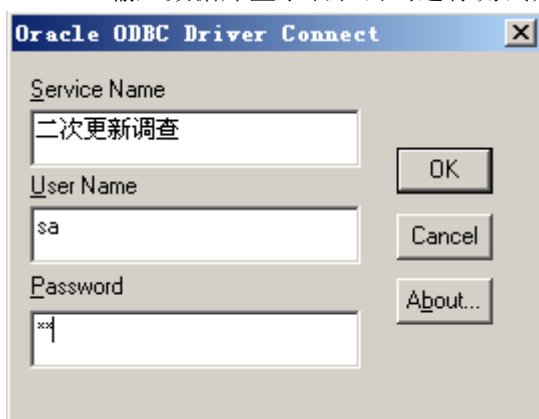 Oracle ODBC Driver Connect
Service Name
二次更新调查
OK
User Name
sa
Cancel
Password
**
About...